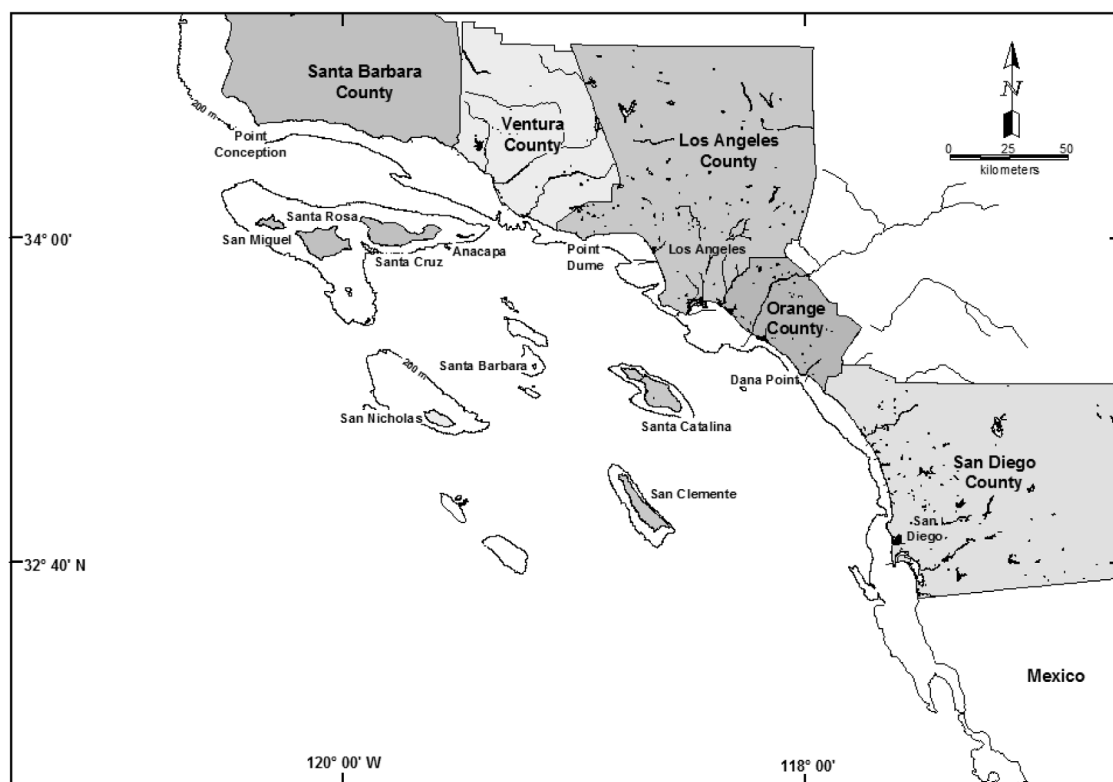 Santa Barbara
County
Ventura
County
Los Angeles
County
N
0 25 50
kilometers
200 m
Point
Conception
34° 00'
Santa Rosa
San Miguel
Santa Cruz
Anacapa
Point
Dume
Los Angeles
Orange
County
Santa Barbara
200 m
San Nicholas
Santa Catalina
Dana Point
San Clemente
San Diego
County
San
Diego
32° 40' N
Mexico
120° 00' W
118° 00'